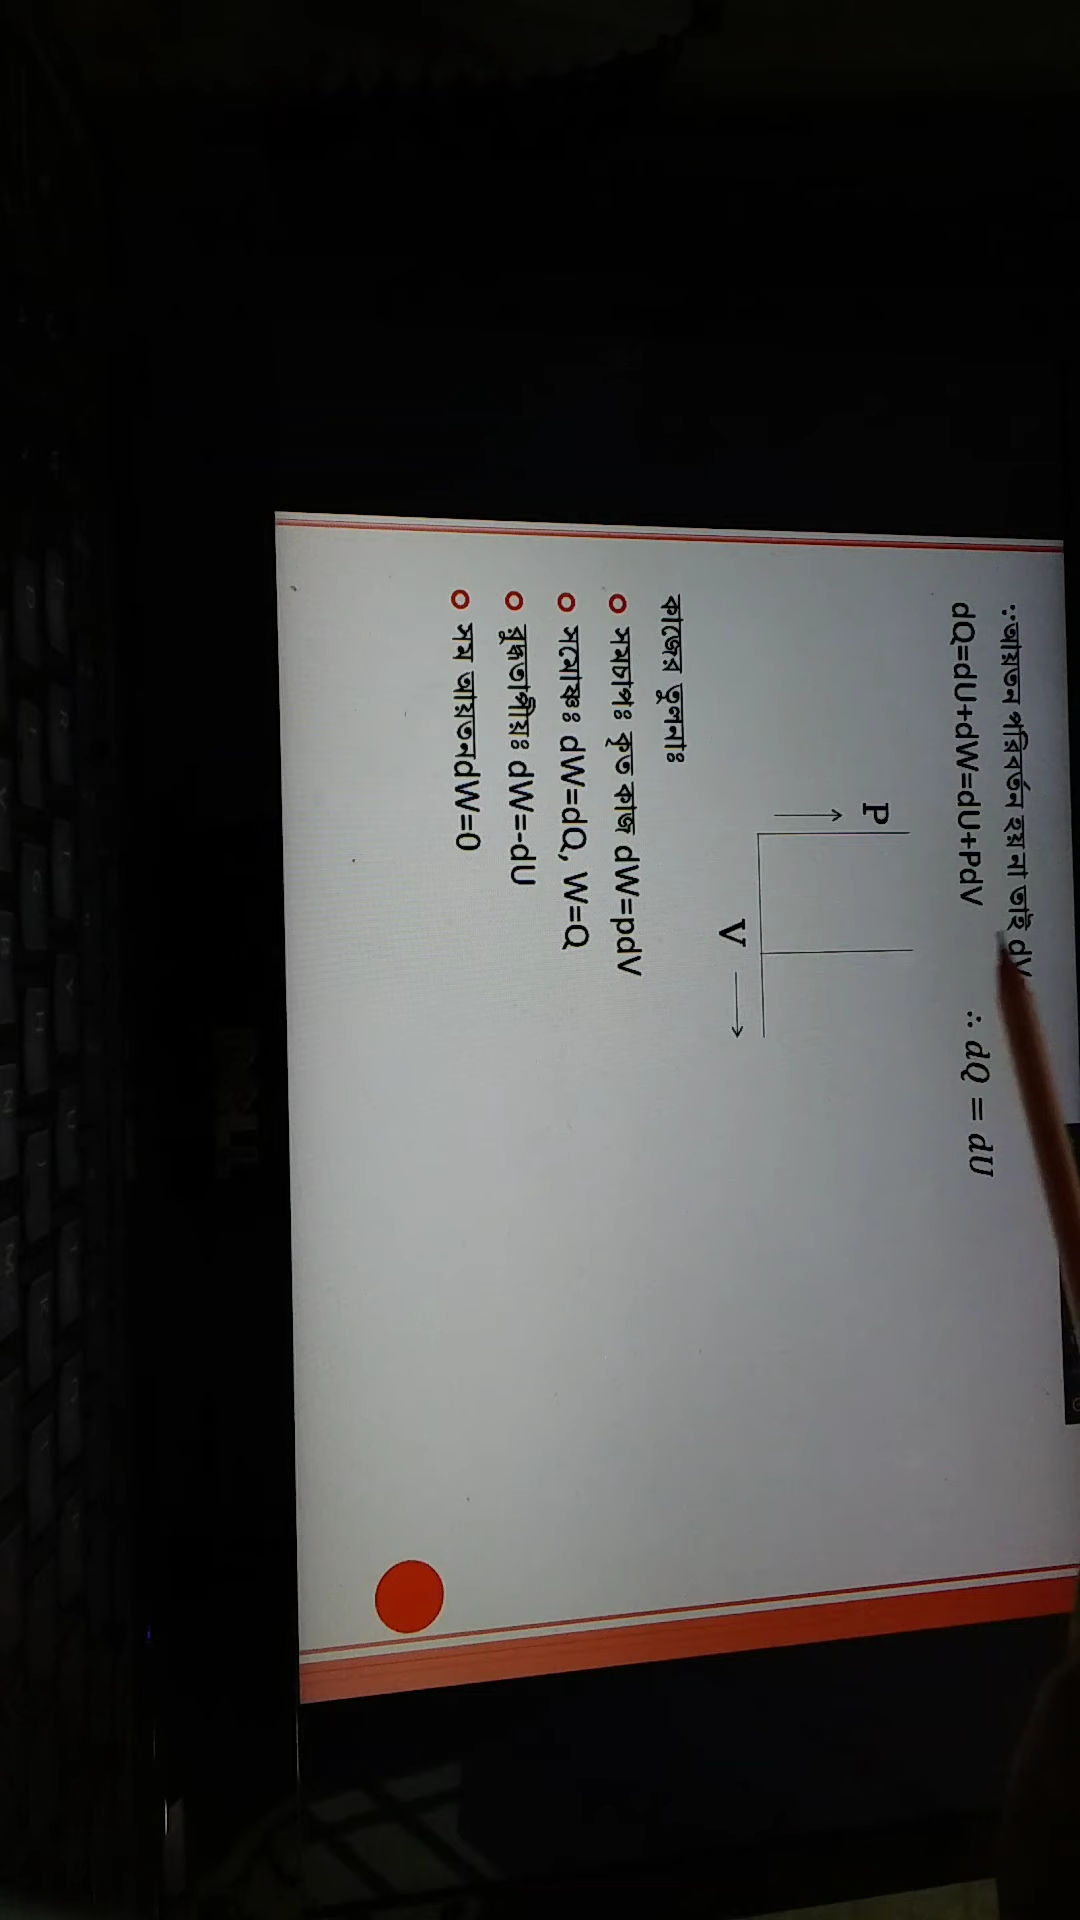 ∵আয়তন পরিবর্তন হয় না তাই dV
dQ=dU+dW=dU+PdV ∴ dQ = dU
P
V
কাজের তুলনাঃ
সমচাপঃ কৃত কাজ dW=pdV
সমোষ্ণঃ dW=dQ, W=Q
রুদ্ধতাপীয়ঃ dW=-dU
সম আয়তনdW=0